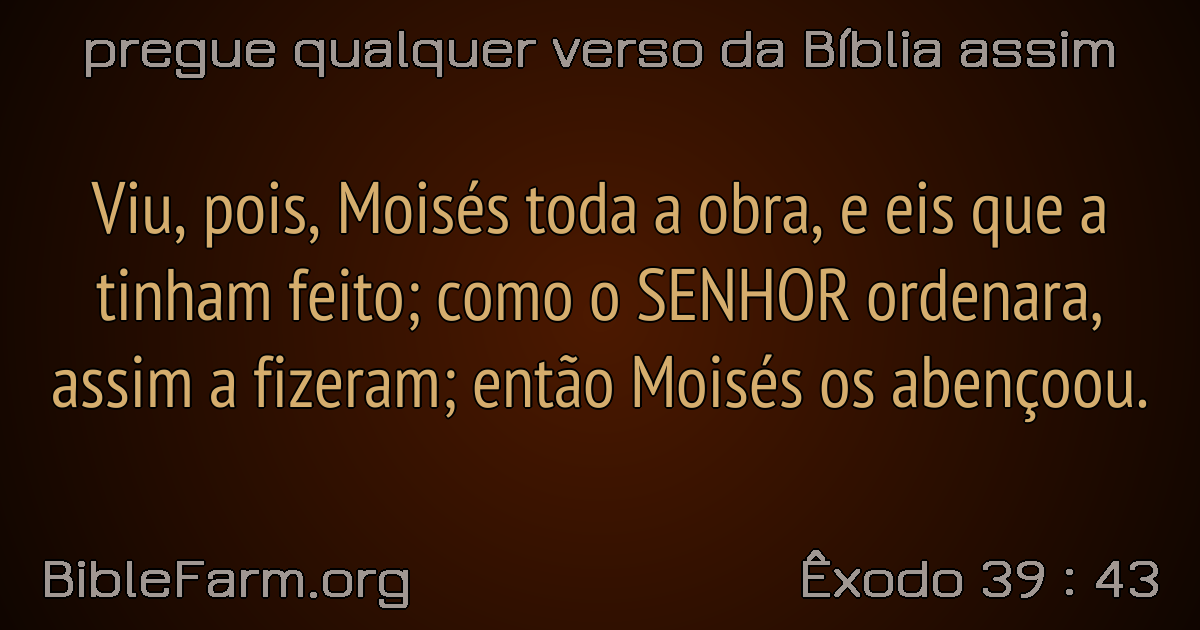 pregue qualquer verso da Bíblia assim
Viu, pois, Moisés toda a obra, e eis que a
tinham feito; como o SENHOR ordenara,
assim a fizeram; então Moisés os abençoou.
BibleFarm.org
Êxodo 39 : 43